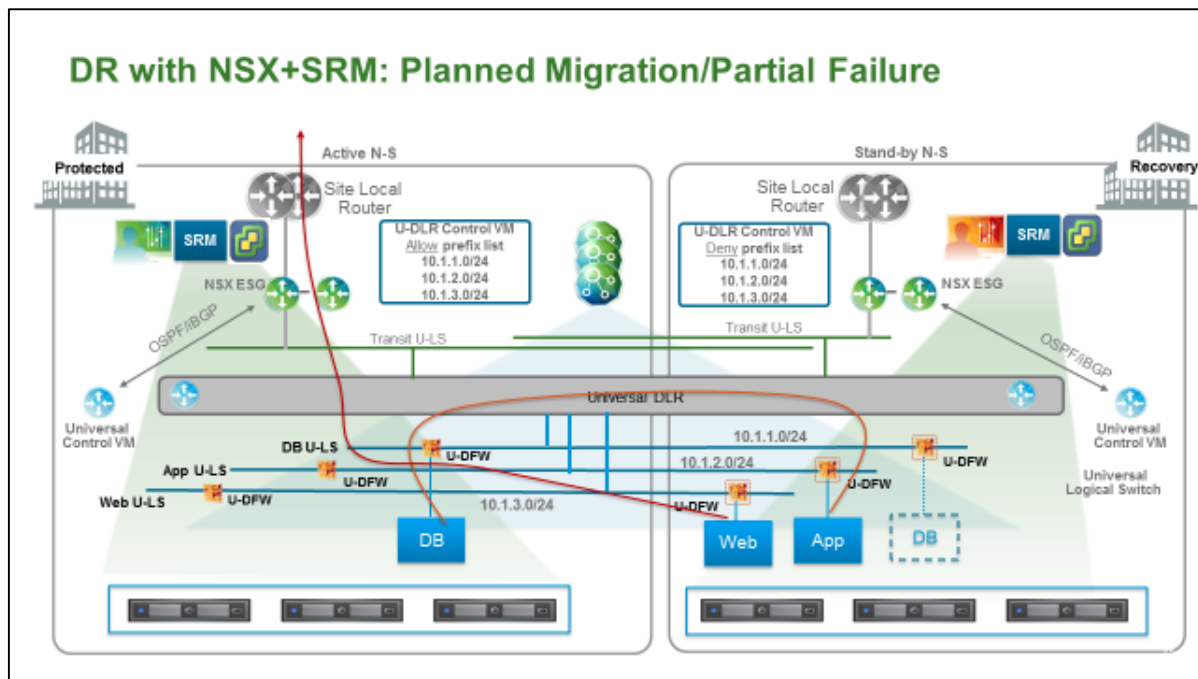 DR with NSX+SRM: Planned Migration/Partial Failure
Protected
Active N-S
Site Local
Router
SRM
NSX ESG
U-DLR Control VM
Allow prefix list
10.1.1.0/24
10.1.2.0/24
10.1.3.0/24
OSPF/iBGP
Transit U-LS
Universal
Control VM
Stand-by N-S
Recovery
Site Local
Router
SRM
U-DLR Control VM
Deny prefix list
10.1.1.0/24
10.1.2.0/24
10.1.3.0/24
NSX ESG
Transit U-LS
OSPF/iBGP
Universal
Control VM
Universal DLR
DB U-LS
U-DFW
10.1.1.0/24
U-DFW
App U-LS
U-DFW
10.1.2.0/24
U-DFW
Web U-LS
U-DFW
10.1.3.0/24
U-DFW
Universal
Logical Switch
DB
Web
App
DB